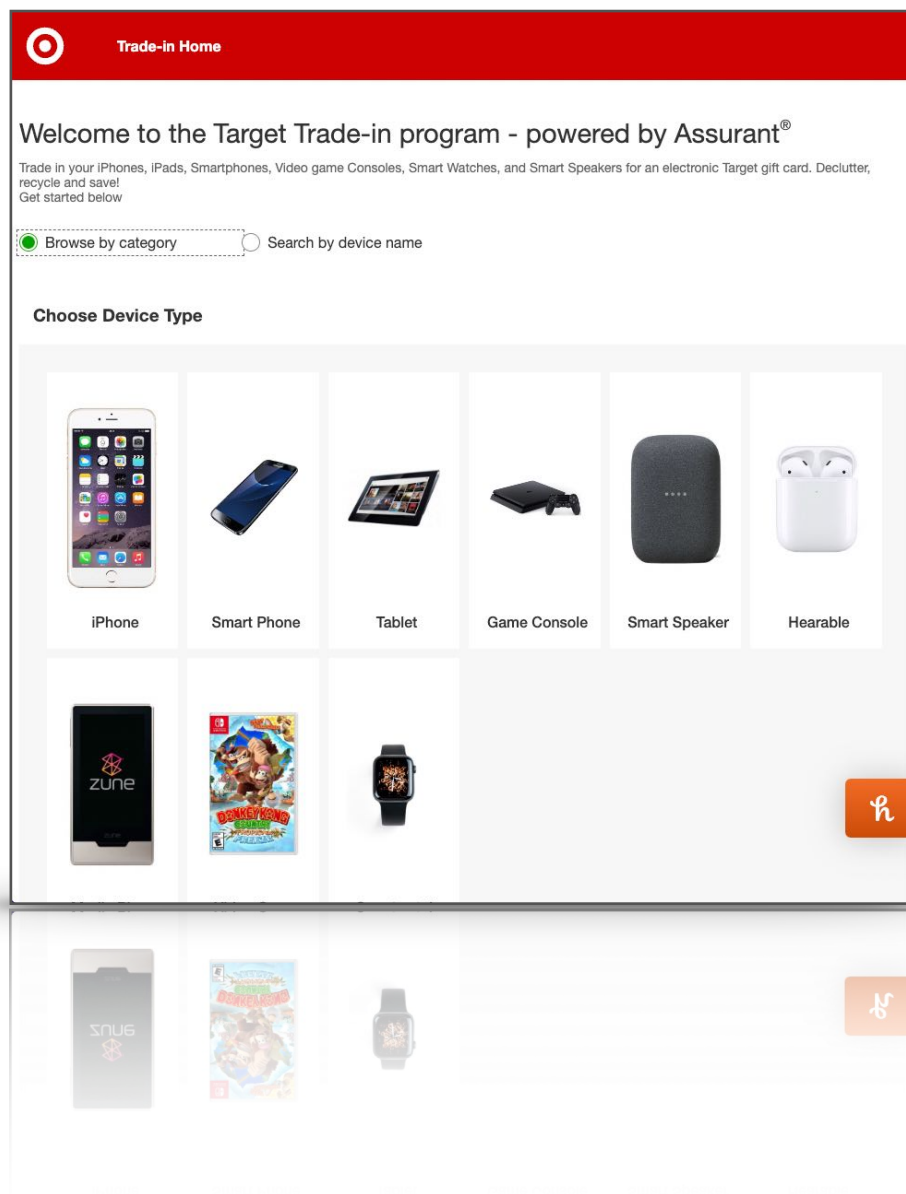 Trade-in Home
Welcome to the Target Trade-in program - powered by Assurant®
Trade in your iPhones, iPads, Smartphones, Video game Consoles, Smart Watches, and Smart Speakers for an electronic Target gift card. Declutter,
recycle and save!
Get started below
Browse by category Search by device name
Choose Device Type
iPhone Smart Phone Tablet Game Console Smart Speaker Hearable
zune
DONKEY KONG
COUNTRY